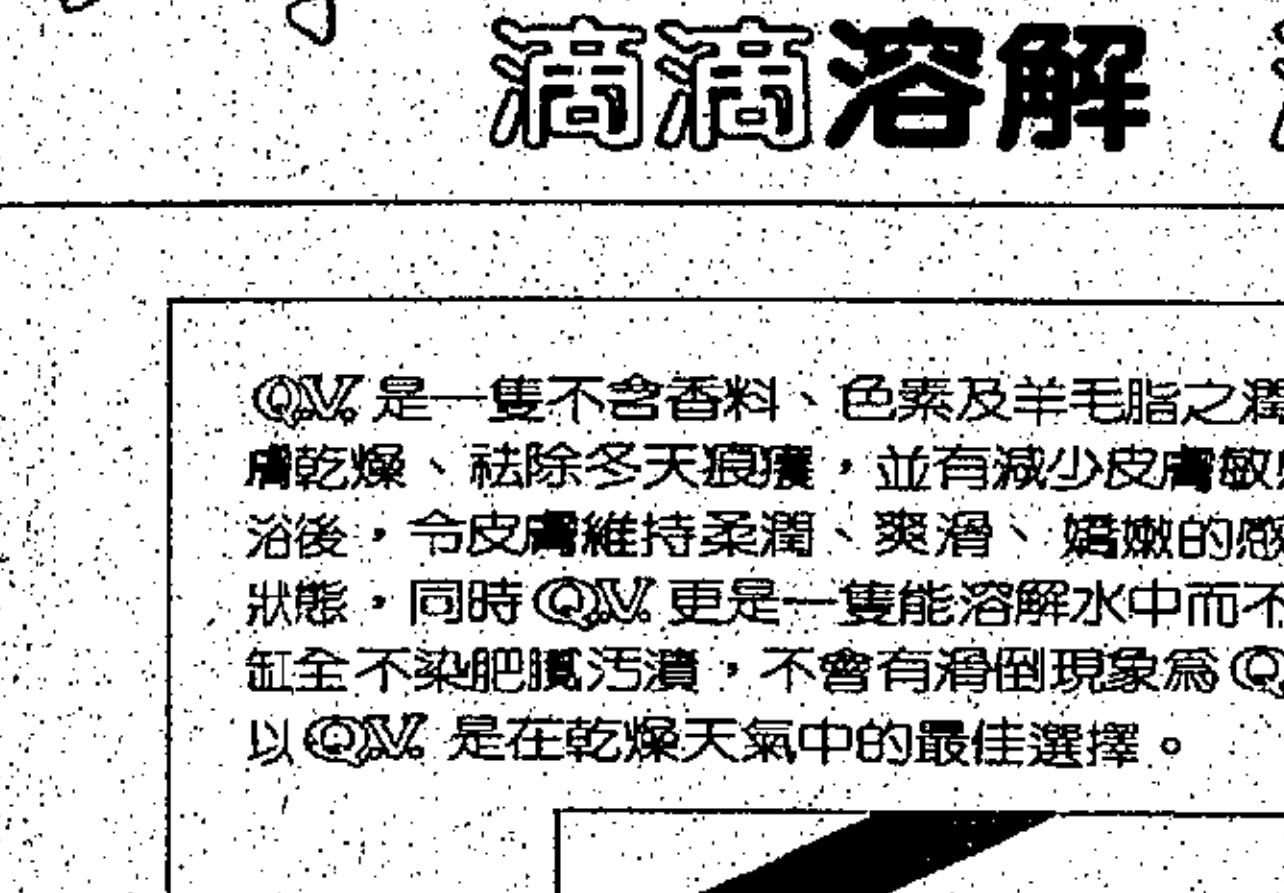 滴滴溶解
Q.V. 是一隻不含香料、色素及羊毛脂之潤
膚乾燥、祛除冬天痕癢，並有減少皮膚敏
浴後，令皮膚維持柔潤、爽滑、嬌嫩的感
狀態，同時 Q.V. 更是一隻能溶解水中而不
缸全不染肥膩污漬，不會有滑倒現象為 Q.
以 Q.V. 是在乾燥天氣中的最佳選擇。